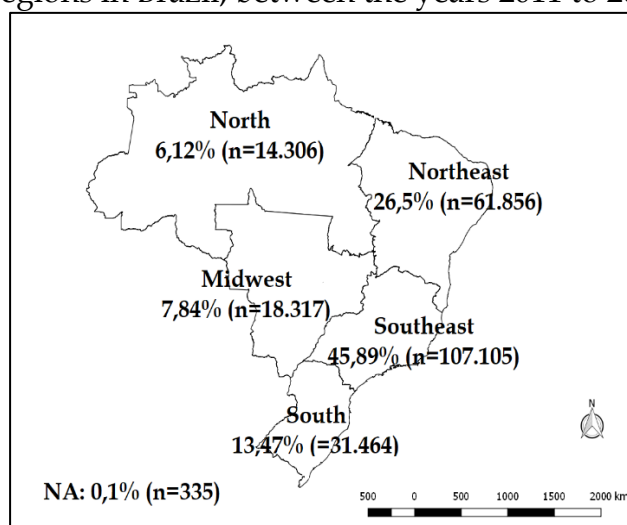 egions in Brazil, between the years 2011 to 2
North
6,12% (n=14.306)
Northeast
26,5% (n=61.856)
Midwest
7,84% (n=18.317)
Southeast
45,89% (n=107.105)
South
13,47% (=31.464)
N
NA: 0,1% (n=335)
500 0 500 1000 1500 2000 km